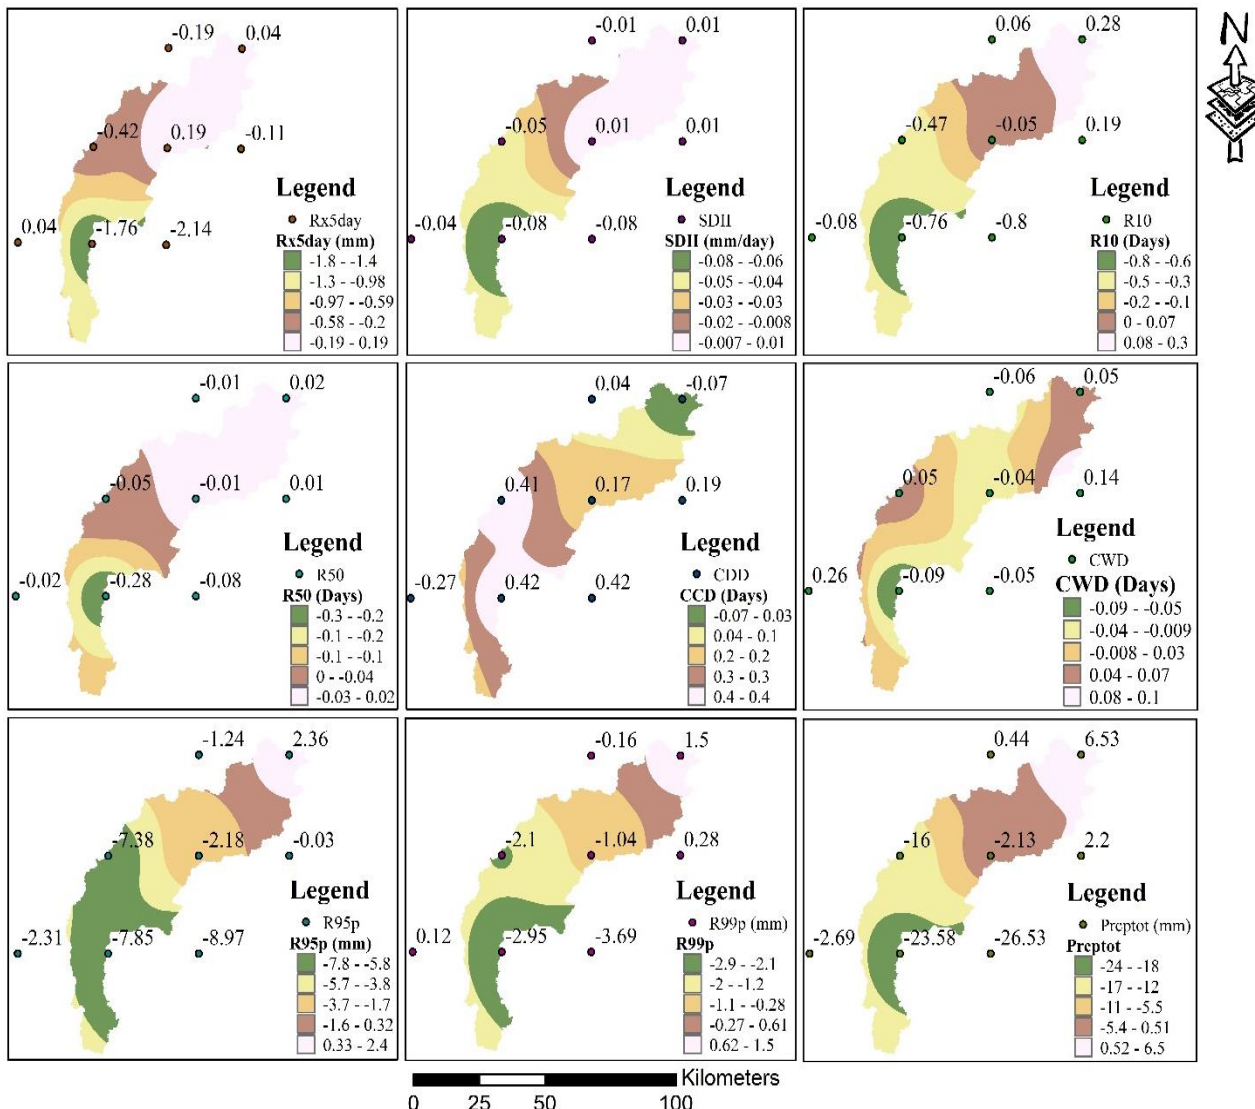 -0.19 0.04
-0.42 0.19 -0.11
0.04 -1.76 -2.14
Legend
Rx5day
Rx5day (mm)
-1.8 - -1.4
-1.3 - -0.98
-0.97 - -0.59
-0.58 - -0.2
-0.19 - 0.19
-0.01 0.01
-0.05 0.01 0.01
-0.04 -0.08 -0.08
Legend
SDII
SDII (mm/day)
-0.08 - -0.06
-0.05 - -0.04
-0.03 - -0.03
-0.02 - -0.008
-0.007 - 0.01
0.06 0.28
-0.47 -0.05 0.19
-0.08 -0.76 -0.8
Legend
R10
R10 (Days)
-0.8 - -0.6
-0.5 - -0.3
-0.2 - -0.1
0 - 0.07
0.08 - 0.3
N
-0.01 0.02
-0.05 -0.01 0.01
-0.02 -0.28 -0.08
Legend
R50
R50 (Days)
-0.3 - -0.2
-0.1 - -0.2
-0.1 - -0.1
0 - -0.04
-0.03 - 0.02
0.04 -0.07
0.41 0.17 0.19
-0.27 0.42 0.42
Legend
CDD
CCD (Days)
-0.07 - 0.03
0.04 - 0.1
0.2 - 0.2
0.3 - 0.3
0.4 - 0.4
-0.06 0.05
0.05 -0.04 0.14
0.26 -0.09 -0.05
Legend
CWD
CWD (Days)
-0.09 - -0.05
-0.04 - -0.009
-0.008 - 0.03
0.04 - 0.07
0.08 - 0.1
-1.24 2.36
-7.38 -2.18 -0.03
-2.31 -7.85 -8.97
Legend
R95p
R95p (mm)
-7.8 - -5.8
-5.7 - -3.8
-3.7 - -1.7
-1.6 - 0.32
0.33 - 2.4
-0.16 1.5
-2.1 -1.04 0.28
0.12 -2.95 -3.69
Legend
R99p (mm)
R99p
-2.9 - -2.1
-2 - -1.2
-1.1 - -0.28
-0.27 - 0.61
0.62 - 1.5
0.44 6.53
-16 -2.13 2.2
-2.69 -23.58 -26.53
Legend
Preptot (mm)
Preptot
-24 - -18
-17 - -12
-11 - -5.5
-5.4 - 0.51
0.52 - 6.5
Kilometers
0 25 50 100